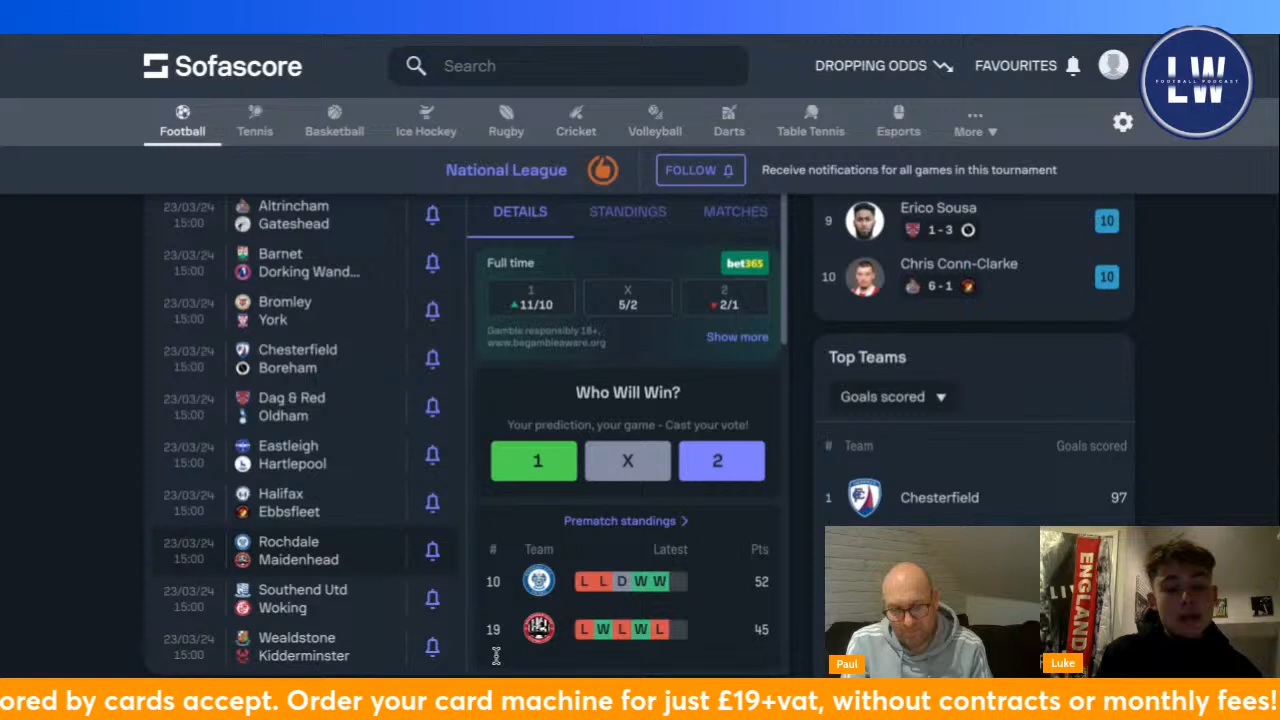 Sofascore
Search
DROPPING ODDS
FAVOURITES
LW
FOOTBALL PODCAST
Football
Tennis
Basketball
Ice Hockey
Rugby
Cricket
Volleyball
Darts
Table Tennis
Esports
More ▼
National League
FOLLOW
Receive notifications for all games in this tournament
23/03/24 Altrincham
15:00 Gateshead
23/03/24 Barnet
15:00 Dorking Wand...
23/03/24 Bromley
15:00 York
23/03/24 Chesterfield
15:00 Boreham
23/03/24 Dag & Red
15:00 Oldham
23/03/24 Eastleigh
15:00 Hartlepool
23/03/24 Halifax
15:00 Ebbsfleet
23/03/24 Rochdale
15:00 Maidenhead
23/03/24 Southend Utd
15:00 Woking
23/03/24 Wealdstone
15:00 Kidderminster
DETAILS STANDINGS MATCHES
Full time bet365
1 X 2
11/10 5/2 2/1
Gamble responsibly 18+,
www.begambleaware.org
Show more
Who Will Win?
Your prediction, your game - Cast your vote!
1 X 2
Prematch standings >
# Team Latest Pts
10 L L D W W 52
19 L W L W L 45
9 Erico Sousa 10
1 - 3
10 Chris Conn-Clarke 10
6 - 1
Top Teams
Goals scored ▼
# Team Goals scored
1 Chesterfield 97
ENGLAND
Paul
Luke
ored by cards accept. Order your card machine for just £19+vat, without contracts or monthly fees!